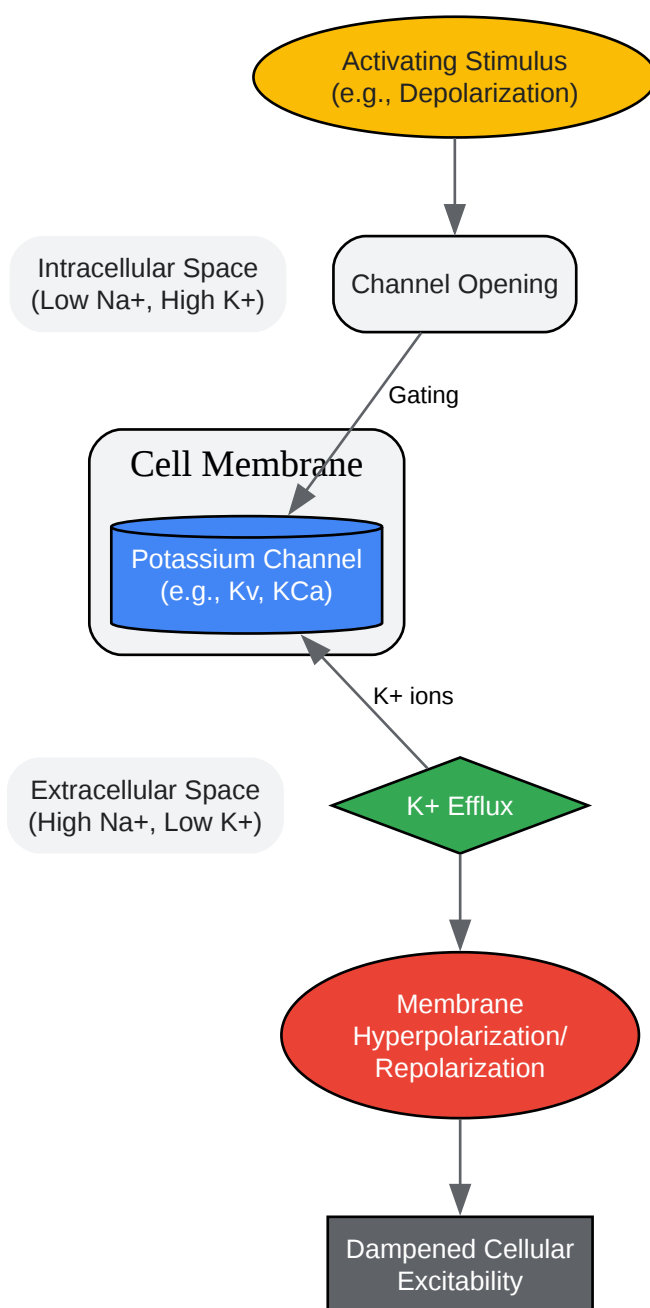 Activating Stimulus
(e.g., Depolarization)
Intracellular Space
(Low Na+, High K+)
Channel Opening
Gating
Cell Membrane
Potassium Channel
(e.g., Kv, KCa)
K+ ions
Extracellular Space
(High Na+, Low K+)
K+ Efflux
Membrane
Hyperpolarization/
Repolarization
Dampened Cellular
Excitability